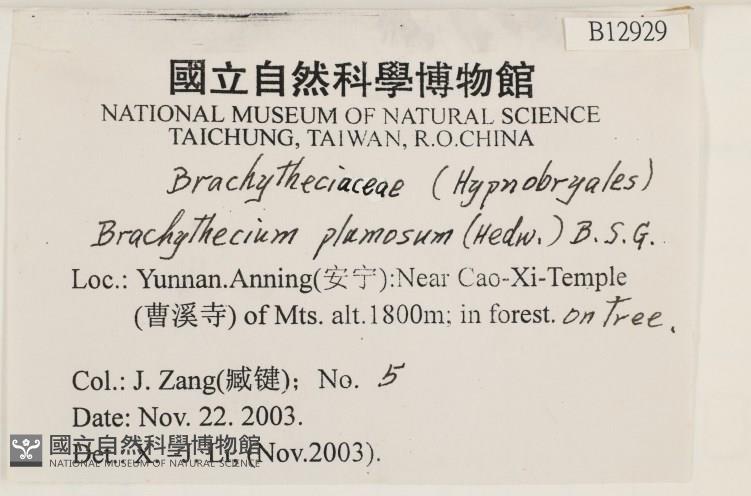 B12929
國立自然科學博物館
NATIONAL MUSEUM OF NATURAL SCIENCE
TAICHUNG, TAIWAN, R.O.CHINA
Brachytheciaceae (Hypnobryales)
Brachythecium plumosum (Hedw.) B.S.G.
Loc.: Yunnan.Anning(安宁):Near Cao-Xi-Temple
(曹溪寺) of Mts. alt.1800m; in forest. on Tree.
Col.: J. Zang(臧键); No. 5
Date: Nov. 22. 2003.
Det.: X. -J. Li. (Nov.2003).
國立自然科學博物館
NATIONAL MUSEUM OF NATURAL SCIENCE